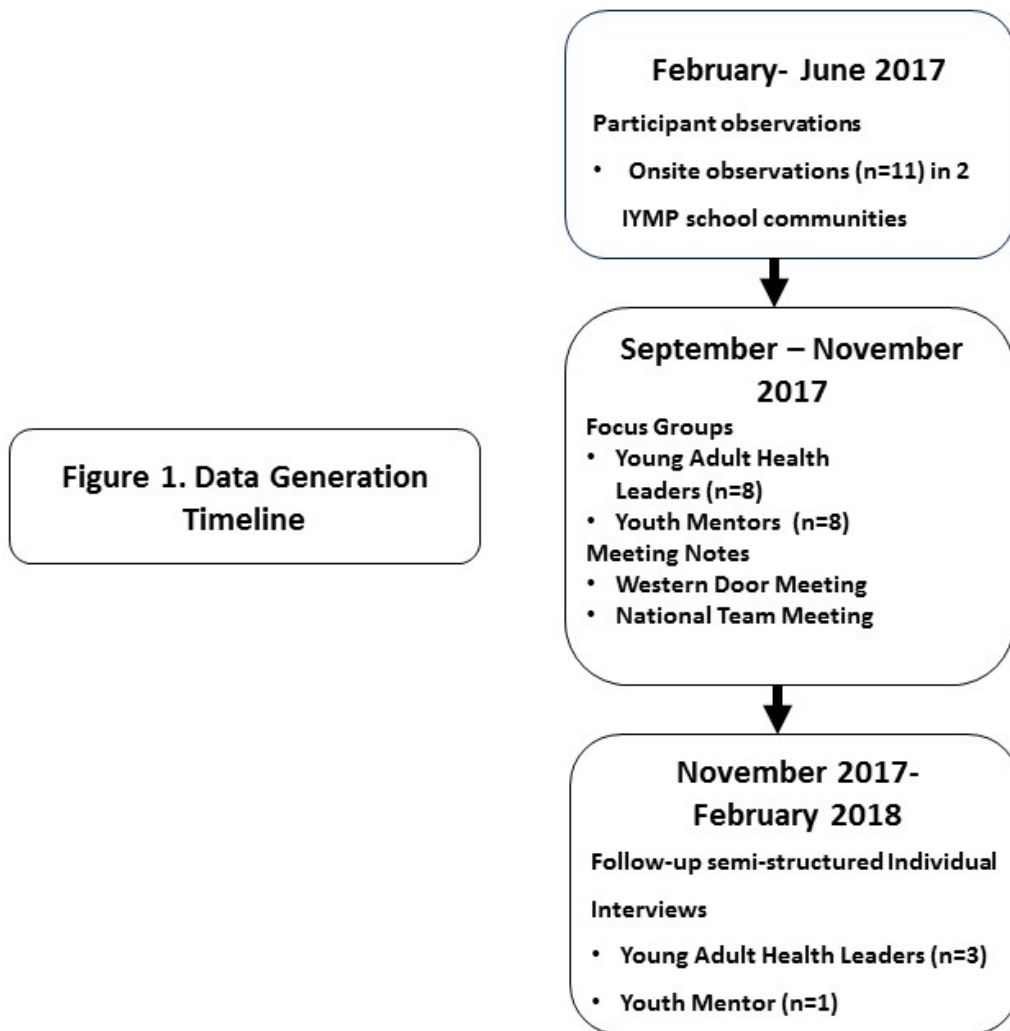 February- June 2017
Participant observations
• Onsite observations (n=11) in 2
IYMP school communities
September – November
2017
Focus Groups
• Young Adult Health
Leaders (n=8)
• Youth Mentors (n=8)
Meeting Notes
• Western Door Meeting
• National Team Meeting
Figure 1. Data Generation
Timeline
November 2017-
February 2018
Follow-up semi-structured Individual
Interviews
• Young Adult Health Leaders (n=3)
• Youth Mentor (n=1)